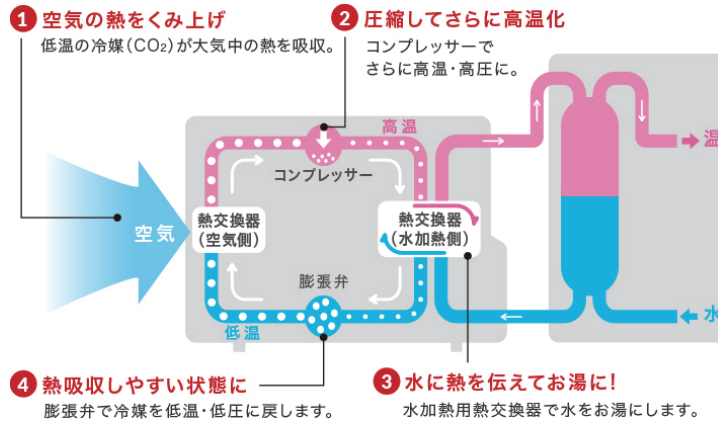 1 空気の熱をくみ上げ
低温の冷媒(CO₂)が大気中の熱を吸収。
2 圧縮してさらに高温化
コンプレッサーで
さらに高温・高圧に。
高温
コンプレッサー
空気
熱交換器
(空気側)
熱交換器
(水加熱側)
膨張弁
低温
温
水
4 熱吸収しやすい状態に
膨張弁で冷媒を低温・低圧に戻します。
3 水に熱を伝えてお湯に!
水加熱用熱交換器で水をお湯にします。